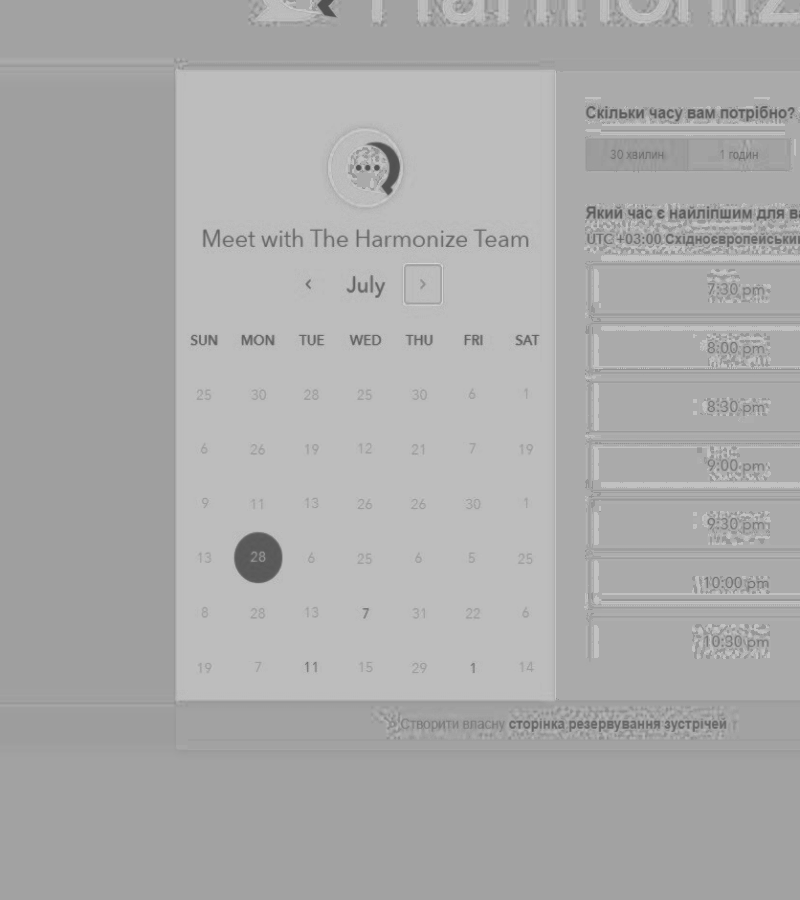 Harmoniz
Meet with The Harmonize Team
‹ July ›
SUN MON TUE WED THU FRI SAT
25 30 28 25 30 6 1
6 26 19 12 21 7 19
9 11 13 26 26 30 1
13 28 6 25 6 5 25
8 28 13 7 31 22 6
19 7 11 15 29 1 14
Скільки часу вам потрібно?
30 хвилин 1 годин
Який час є найліпшим для ва
UTC +03:00 Східноєвропейськи
7:30 pm
8:00 pm
8:30 pm
9:00 pm
9:30 pm
10:00 pm
10:30 pm
Створити власну сторінка резервування зустрічей